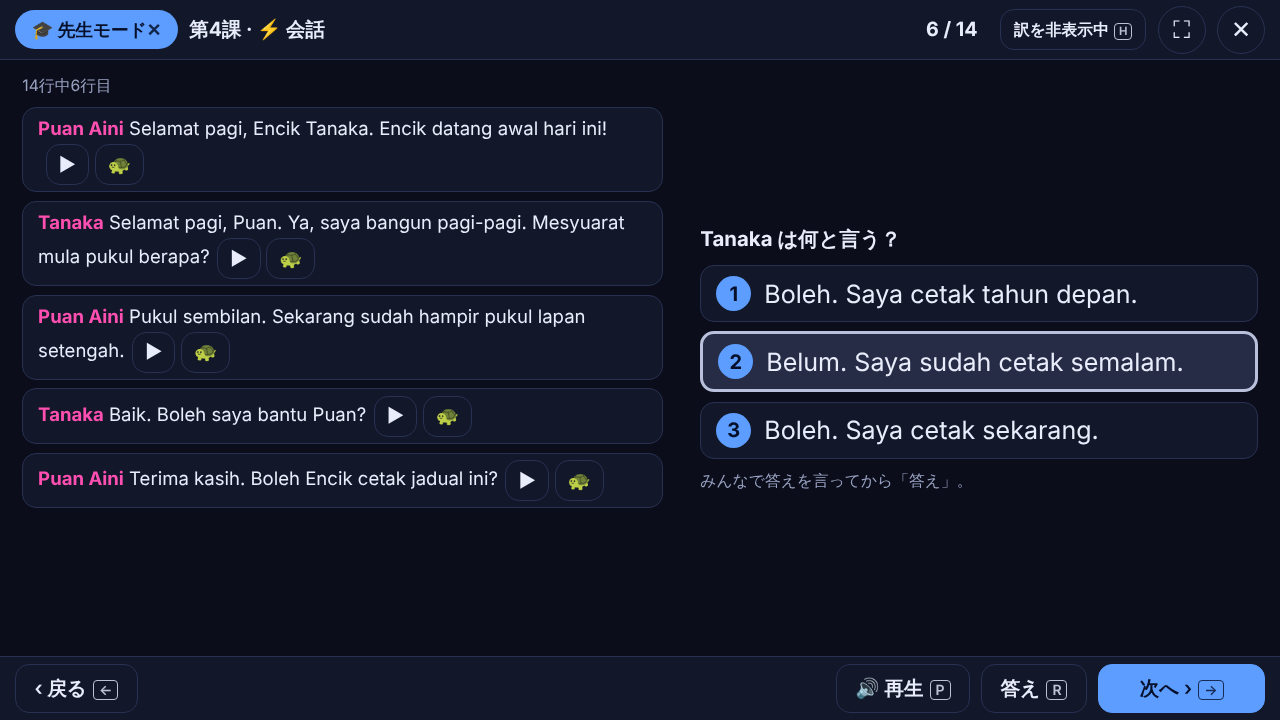 🎓 先生モード✕ 第4課 · ⚡ 会話
6 / 14 訳を非表示中 H ✕
14行中6行目
Puan Aini Selamat pagi, Encik Tanaka. Encik datang awal hari ini!
▶ 🐢
Tanaka Selamat pagi, Puan. Ya, saya bangun pagi-pagi. Mesyuarat
mula pukul berapa? ▶ 🐢
Puan Aini Pukul sembilan. Sekarang sudah hampir pukul lapan
setengah. ▶ 🐢
Tanaka Baik. Boleh saya bantu Puan? ▶ 🐢
Puan Aini Terima kasih. Boleh Encik cetak jadual ini? ▶ 🐢
Tanaka は何と言う？
1 Boleh. Saya cetak tahun depan.
2 Belum. Saya sudah cetak semalam.
3 Boleh. Saya cetak sekarang.
みんなで答えを言ってから「答え」。
‹ 戻る ←
🔊 再生 P 答え R 次へ › →